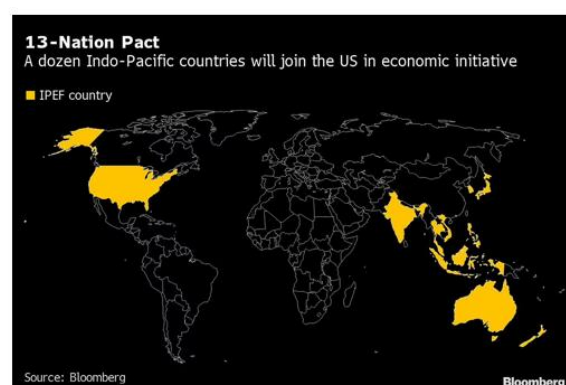 13-Nation Pact
A dozen Indo-Pacific countries will join the US in economic initiative
IPEF country
Source: Bloomberg
Bloomberg